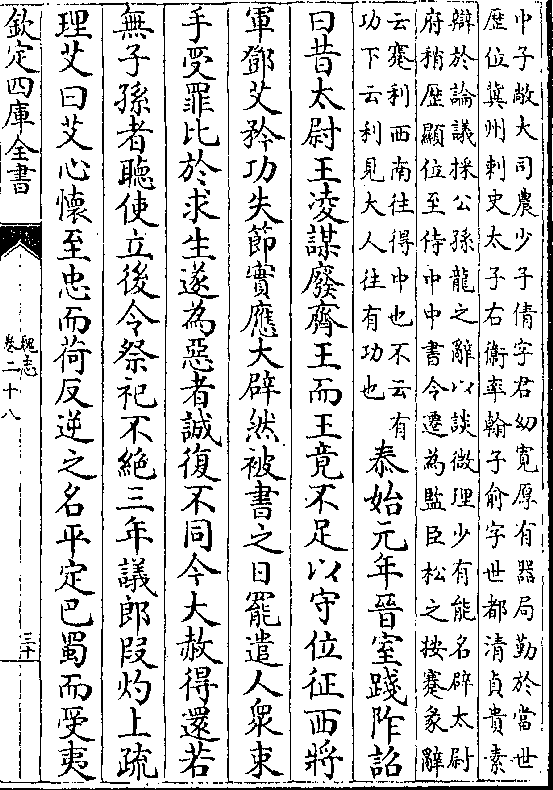 中子敞大司農少子倩字君幼寛厚有器局勤於當世
歴位冀州刺史太子右衛率翰子俞字世都清貞貴素
辯於論議採公孫龍之辭以談微理少有能名辟太尉
府稍歴顯位至侍中中書令遷為監臣松之按蹇彖辭
云蹇利西南往得中也不云有
功下云利見大人往有功也
泰始元年晉室踐阼詔
曰昔太尉王凌謀廢齊王而王竟不足以守位征西將
軍鄧艾矜功失節實應大辟然被書之日罷遣人衆束
手受罪比於求生遂為惡者誠復不同今大赦得還若
無子孫者聽使立後令祭祀不絶三年議郎叚灼上疏
理艾曰艾心懷至忠而荷反逆之名平定巴蜀而受夷
欽定四庫全書
魏志
卷二十八
三十